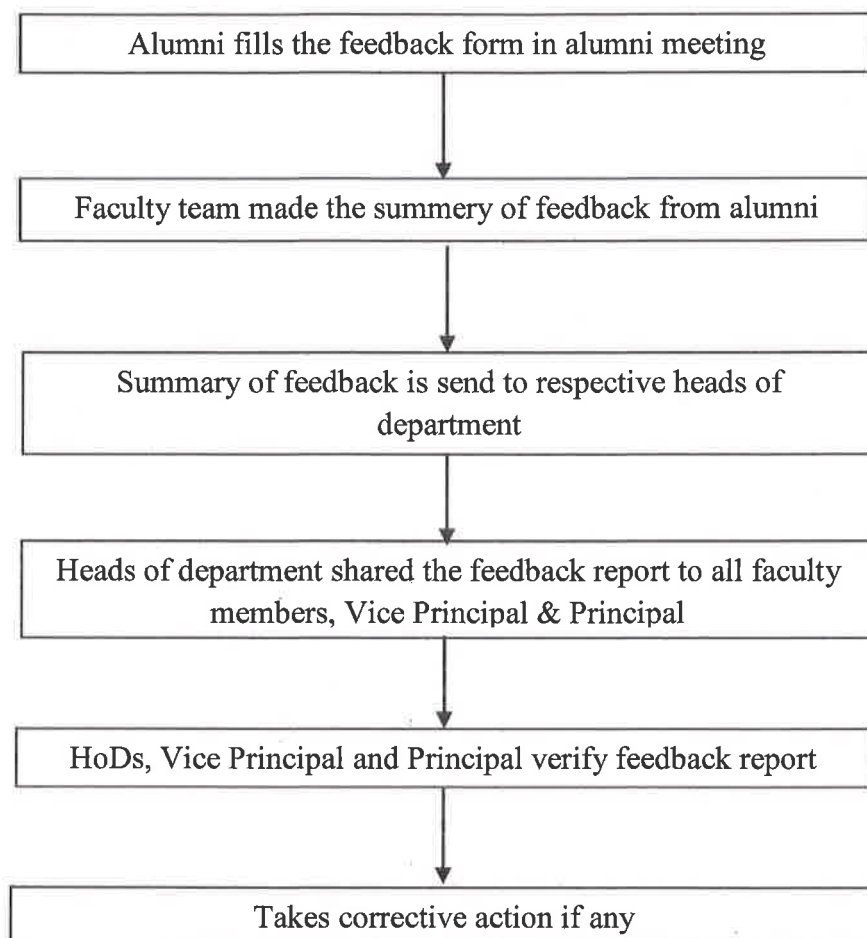 Alumni fills the feedback form in alumni meeting
Faculty team made the summery of feedback from alumni
Summary of feedback is send to respective heads of
department
Heads of department shared the feedback report to all faculty
members, Vice Principal & Principal
HoDs, Vice Principal and Principal verify feedback report
Takes corrective action if any